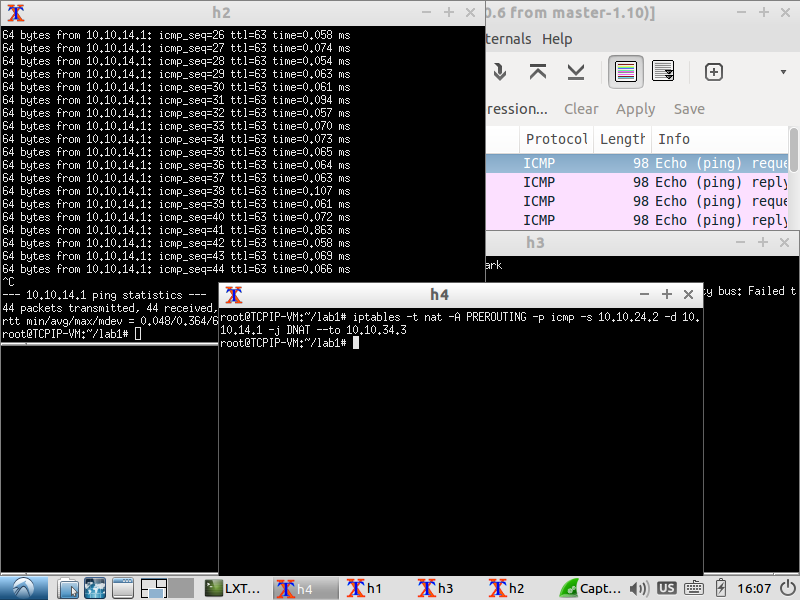 h2
64 bytes from 10.10.14.1: icmp_seq=26 ttl=63 time=0.058 ms
64 bytes from 10.10.14.1: icmp_seq=27 ttl=63 time=0.074 ms
64 bytes from 10.10.14.1: icmp_seq=28 ttl=63 time=0.054 ms
64 bytes from 10.10.14.1: icmp_seq=29 ttl=63 time=0.063 ms
64 bytes from 10.10.14.1: icmp_seq=30 ttl=63 time=0.061 ms
64 bytes from 10.10.14.1: icmp_seq=31 ttl=63 time=0.094 ms
64 bytes from 10.10.14.1: icmp_seq=32 ttl=63 time=0.057 ms
64 bytes from 10.10.14.1: icmp_seq=33 ttl=63 time=0.070 ms
64 bytes from 10.10.14.1: icmp_seq=34 ttl=63 time=0.073 ms
64 bytes from 10.10.14.1: icmp_seq=35 ttl=63 time=0.065 ms
64 bytes from 10.10.14.1: icmp_seq=36 ttl=63 time=0.064 ms
64 bytes from 10.10.14.1: icmp_seq=37 ttl=63 time=0.063 ms
64 bytes from 10.10.14.1: icmp_seq=38 ttl=63 time=0.107 ms
64 bytes from 10.10.14.1: icmp_seq=39 ttl=63 time=0.061 ms
64 bytes from 10.10.14.1: icmp_seq=40 ttl=63 time=0.072 ms
64 bytes from 10.10.14.1: icmp_seq=41 ttl=63 time=0.863 ms
64 bytes from 10.10.14.1: icmp_seq=42 ttl=63 time=0.058 ms
64 bytes from 10.10.14.1: icmp_seq=43 ttl=63 time=0.069 ms
64 bytes from 10.10.14.1: icmp_seq=44 ttl=63 time=0.066 ms
^C
--- 10.10.14.1 ping statistics ---
44 packets transmitted, 44 received,
rtt min/avg/max/mdev = 0.048/0.364/6
root@TCPIP-VM:~/lab1#
0.6 from master-1.10)]
ternals Help
ression... Clear Apply Save
Protocol Length Info
ICMP 98 Echo (ping) reque
ICMP 98 Echo (ping) reply
ICMP 98 Echo (ping) reque
ICMP 98 Echo (ping) reply
h3
ark
ty bus: Failed t
h4
root@TCPIP-VM:~/lab1# iptables -t nat -A PREROUTING -p icmp -s 10.10.24.2 -d 10.
10.14.1 -j DNAT --to 10.10.34.3
root@TCPIP-VM:~/lab1#
LXT... h4 h1 h3 h2 Capt... US 16:07